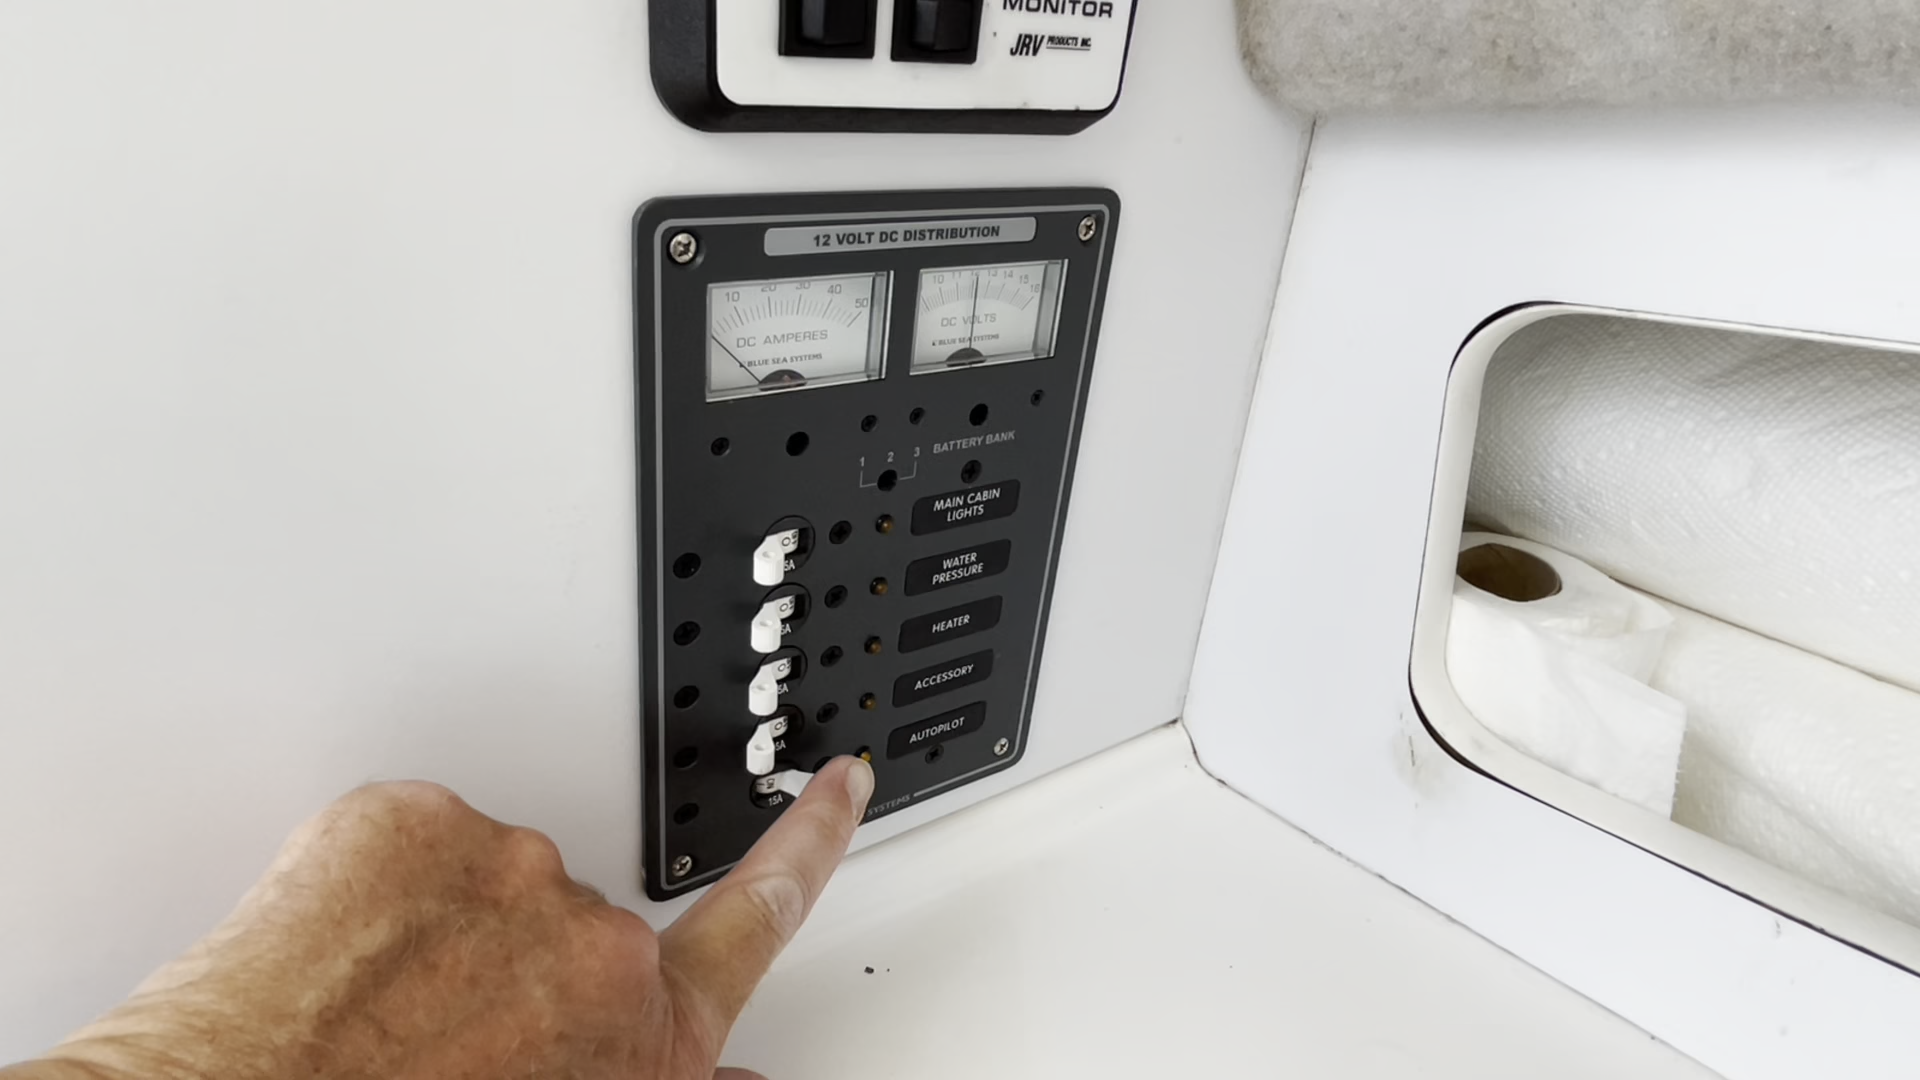 MONITOR
JRV PRODUCTS INC.
12 VOLT DC DISTRIBUTION
10 20 30 40 50
DC AMPERES
BLUE SEA SYSTEMS
10 11 12 13 14 15 16
DC VOLTS
BLUE SEA SYSTEMS
BATTERY BANK
1 2 3
MAIN CABIN
LIGHTS
WATER
PRESSURE
HEATER
ACCESSORY
AUTOPILOT
15A
SYSTEMS